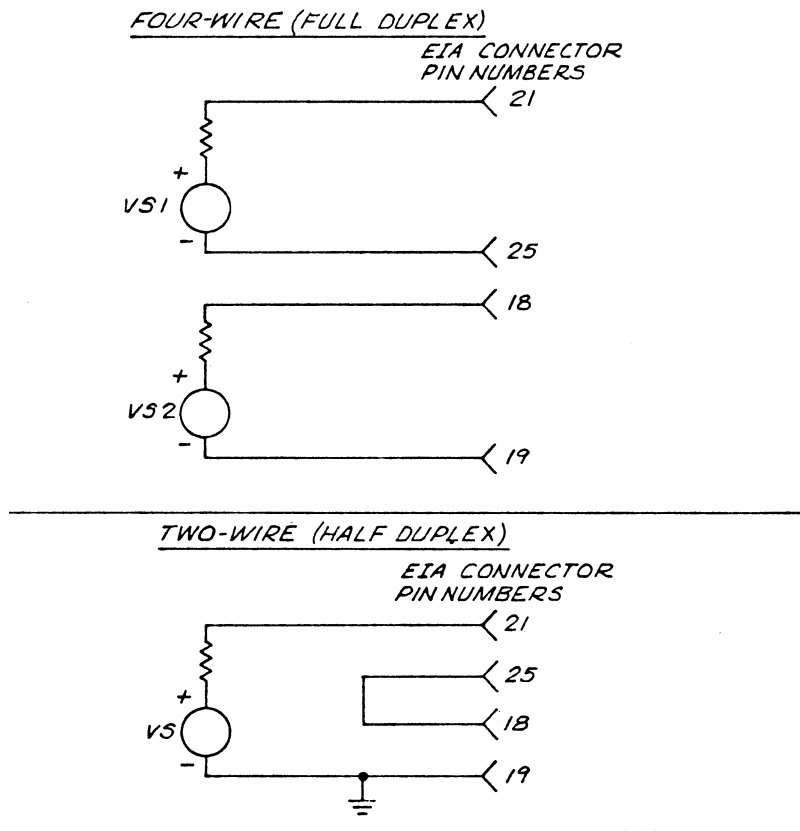 FOUR-WIRE (FULL DUPLEX)
EIA CONNECTOR
PIN NUMBERS
21
+
VS1
-
25
18
+
VS2
-
19
TWO-WIRE (HALF DUPLEX)
EIA CONNECTOR
PIN NUMBERS
21
25
+
18
VS
-
19